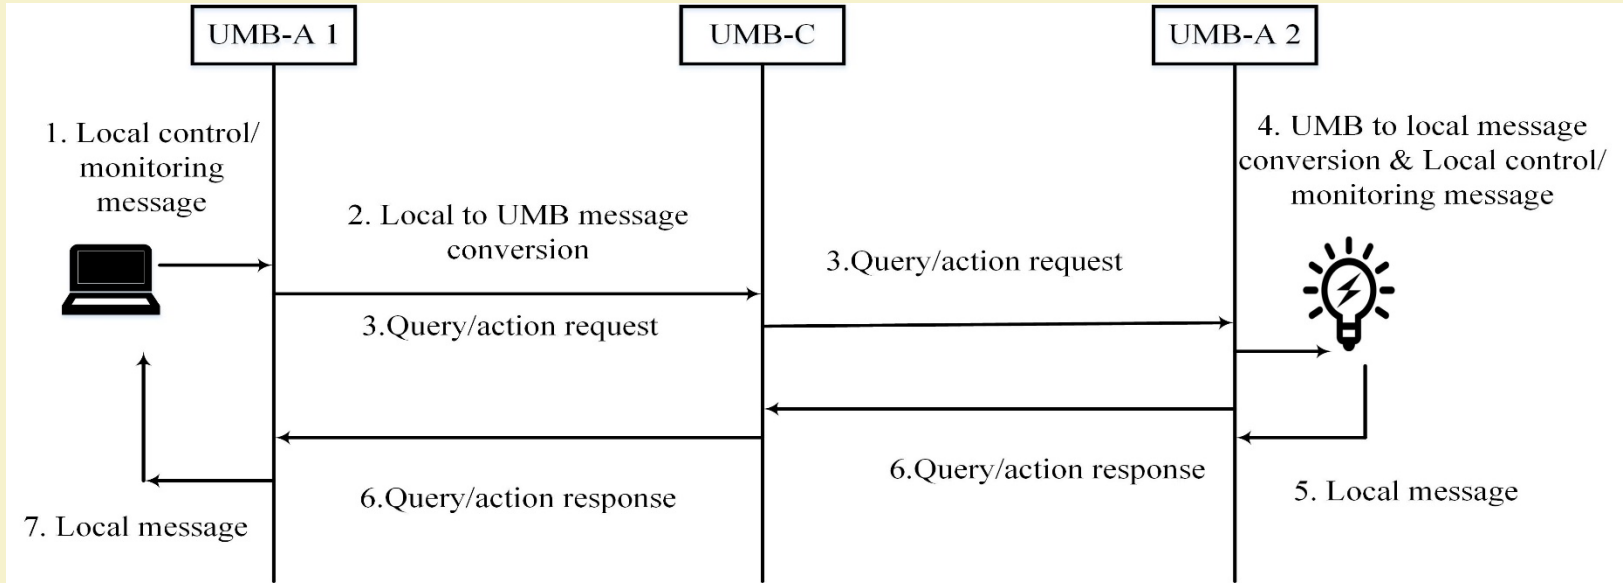 UMB-A 1
UMB-C
UMB-A 2
1. Local control/
monitoring
message
2. Local to UMB message
conversion
3.Query/action request
3.Query/action request
4. UMB to local message
conversion & Local control/
monitoring message
6.Query/action response
6.Query/action response
5. Local message
7. Local message